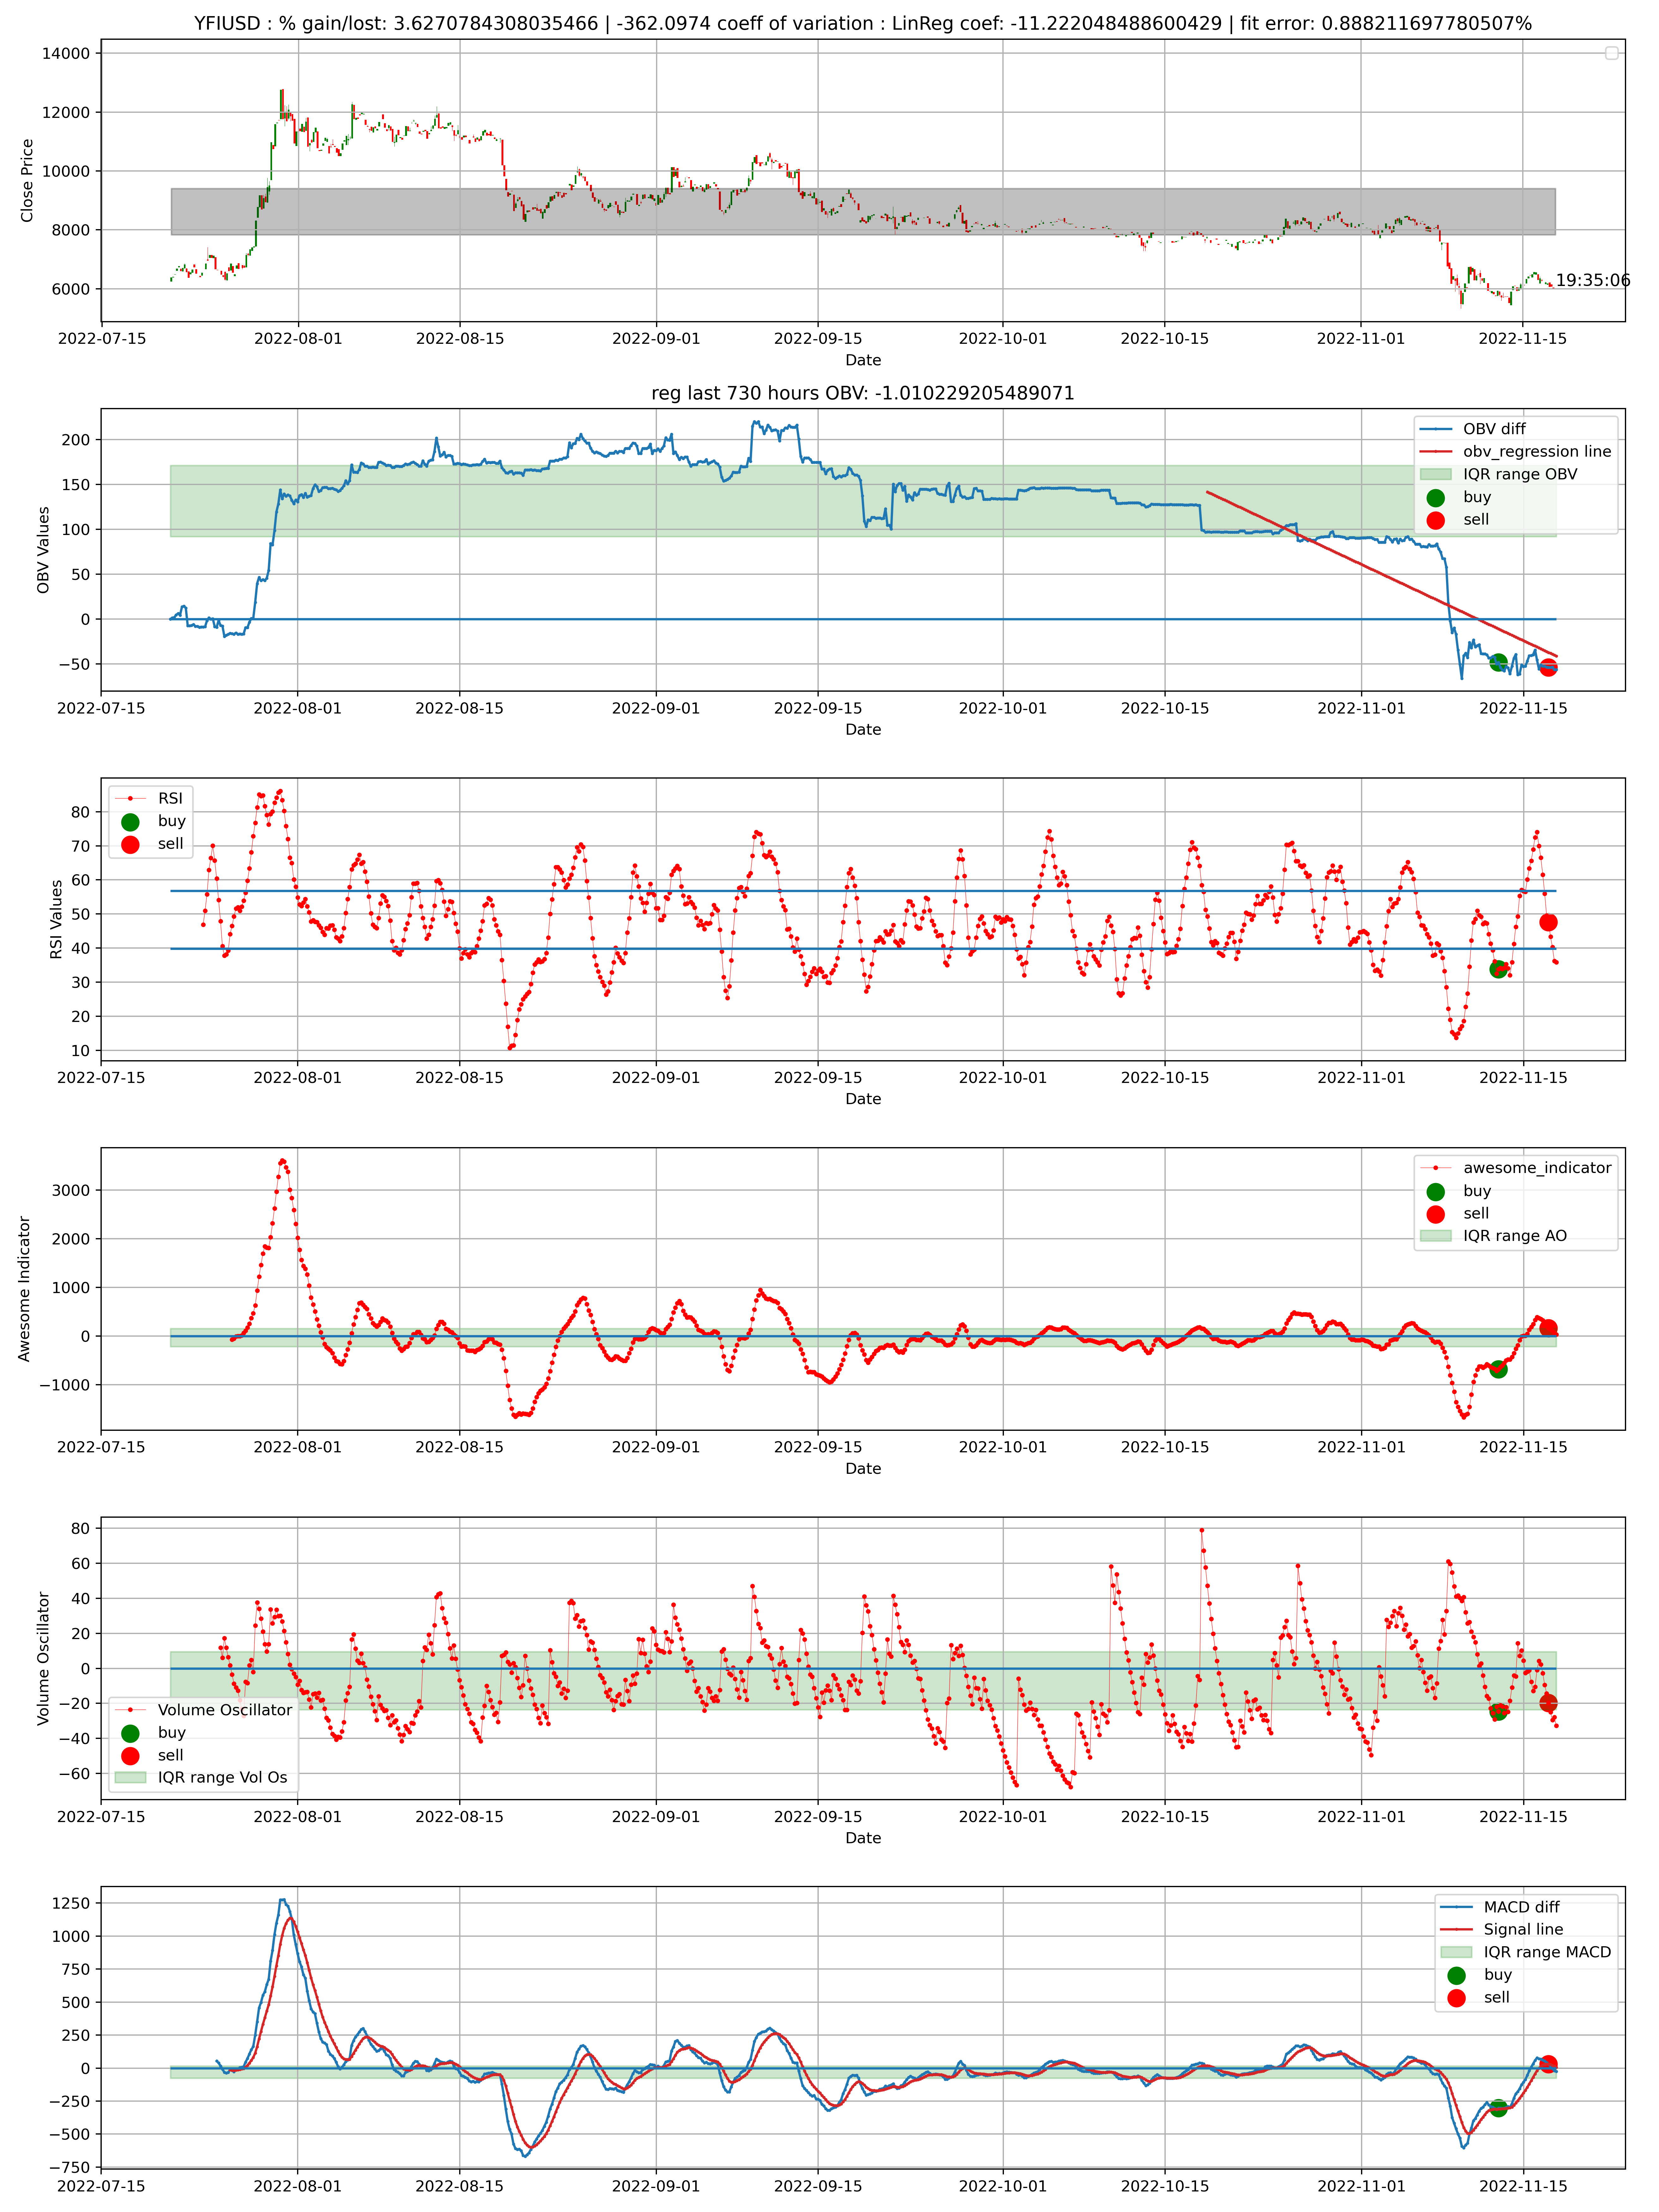 YFIUSD : % gain/lost: 3.6270784308035466 | -362.0974 coeff of variation : LinReg coef: -11.222048488600429 | fit error: 0.888211697780507%
14000
12000
10000
8000
6000
Close Price
19:35:06
2022-07-15 2022-08-01 2022-08-15 2022-09-01 2022-09-15 2022-10-01 2022-10-15 2022-11-01 2022-11-15
Date
reg last 730 hours OBV: -1.010229205489071
200
150
100
50
0
−50
OBV Values
OBV diff
obv_regression line
IQR range OBV
buy
sell
2022-07-15 2022-08-01 2022-08-15 2022-09-01 2022-09-15 2022-10-01 2022-10-15 2022-11-01 2022-11-15
Date
80
70
60
50
40
30
20
10
RSI Values
RSI
buy
sell
2022-07-15 2022-08-01 2022-08-15 2022-09-01 2022-09-15 2022-10-01 2022-10-15 2022-11-01 2022-11-15
Date
3000
2000
1000
0
−1000
Awesome Indicator
awesome_indicator
buy
sell
IQR range AO
2022-07-15 2022-08-01 2022-08-15 2022-09-01 2022-09-15 2022-10-01 2022-10-15 2022-11-01 2022-11-15
Date
80
60
40
20
0
−20
−40
−60
Volume Oscillator
Volume Oscillator
buy
sell
IQR range Vol Os
2022-07-15 2022-08-01 2022-08-15 2022-09-01 2022-09-15 2022-10-01 2022-10-15 2022-11-01 2022-11-15
Date
1250
1000
750
500
250
0
−250
−500
−750
MACD diff
Signal line
IQR range MACD
buy
sell
2022-07-15 2022-08-01 2022-08-15 2022-09-01 2022-09-15 2022-10-01 2022-10-15 2022-11-01 2022-11-15